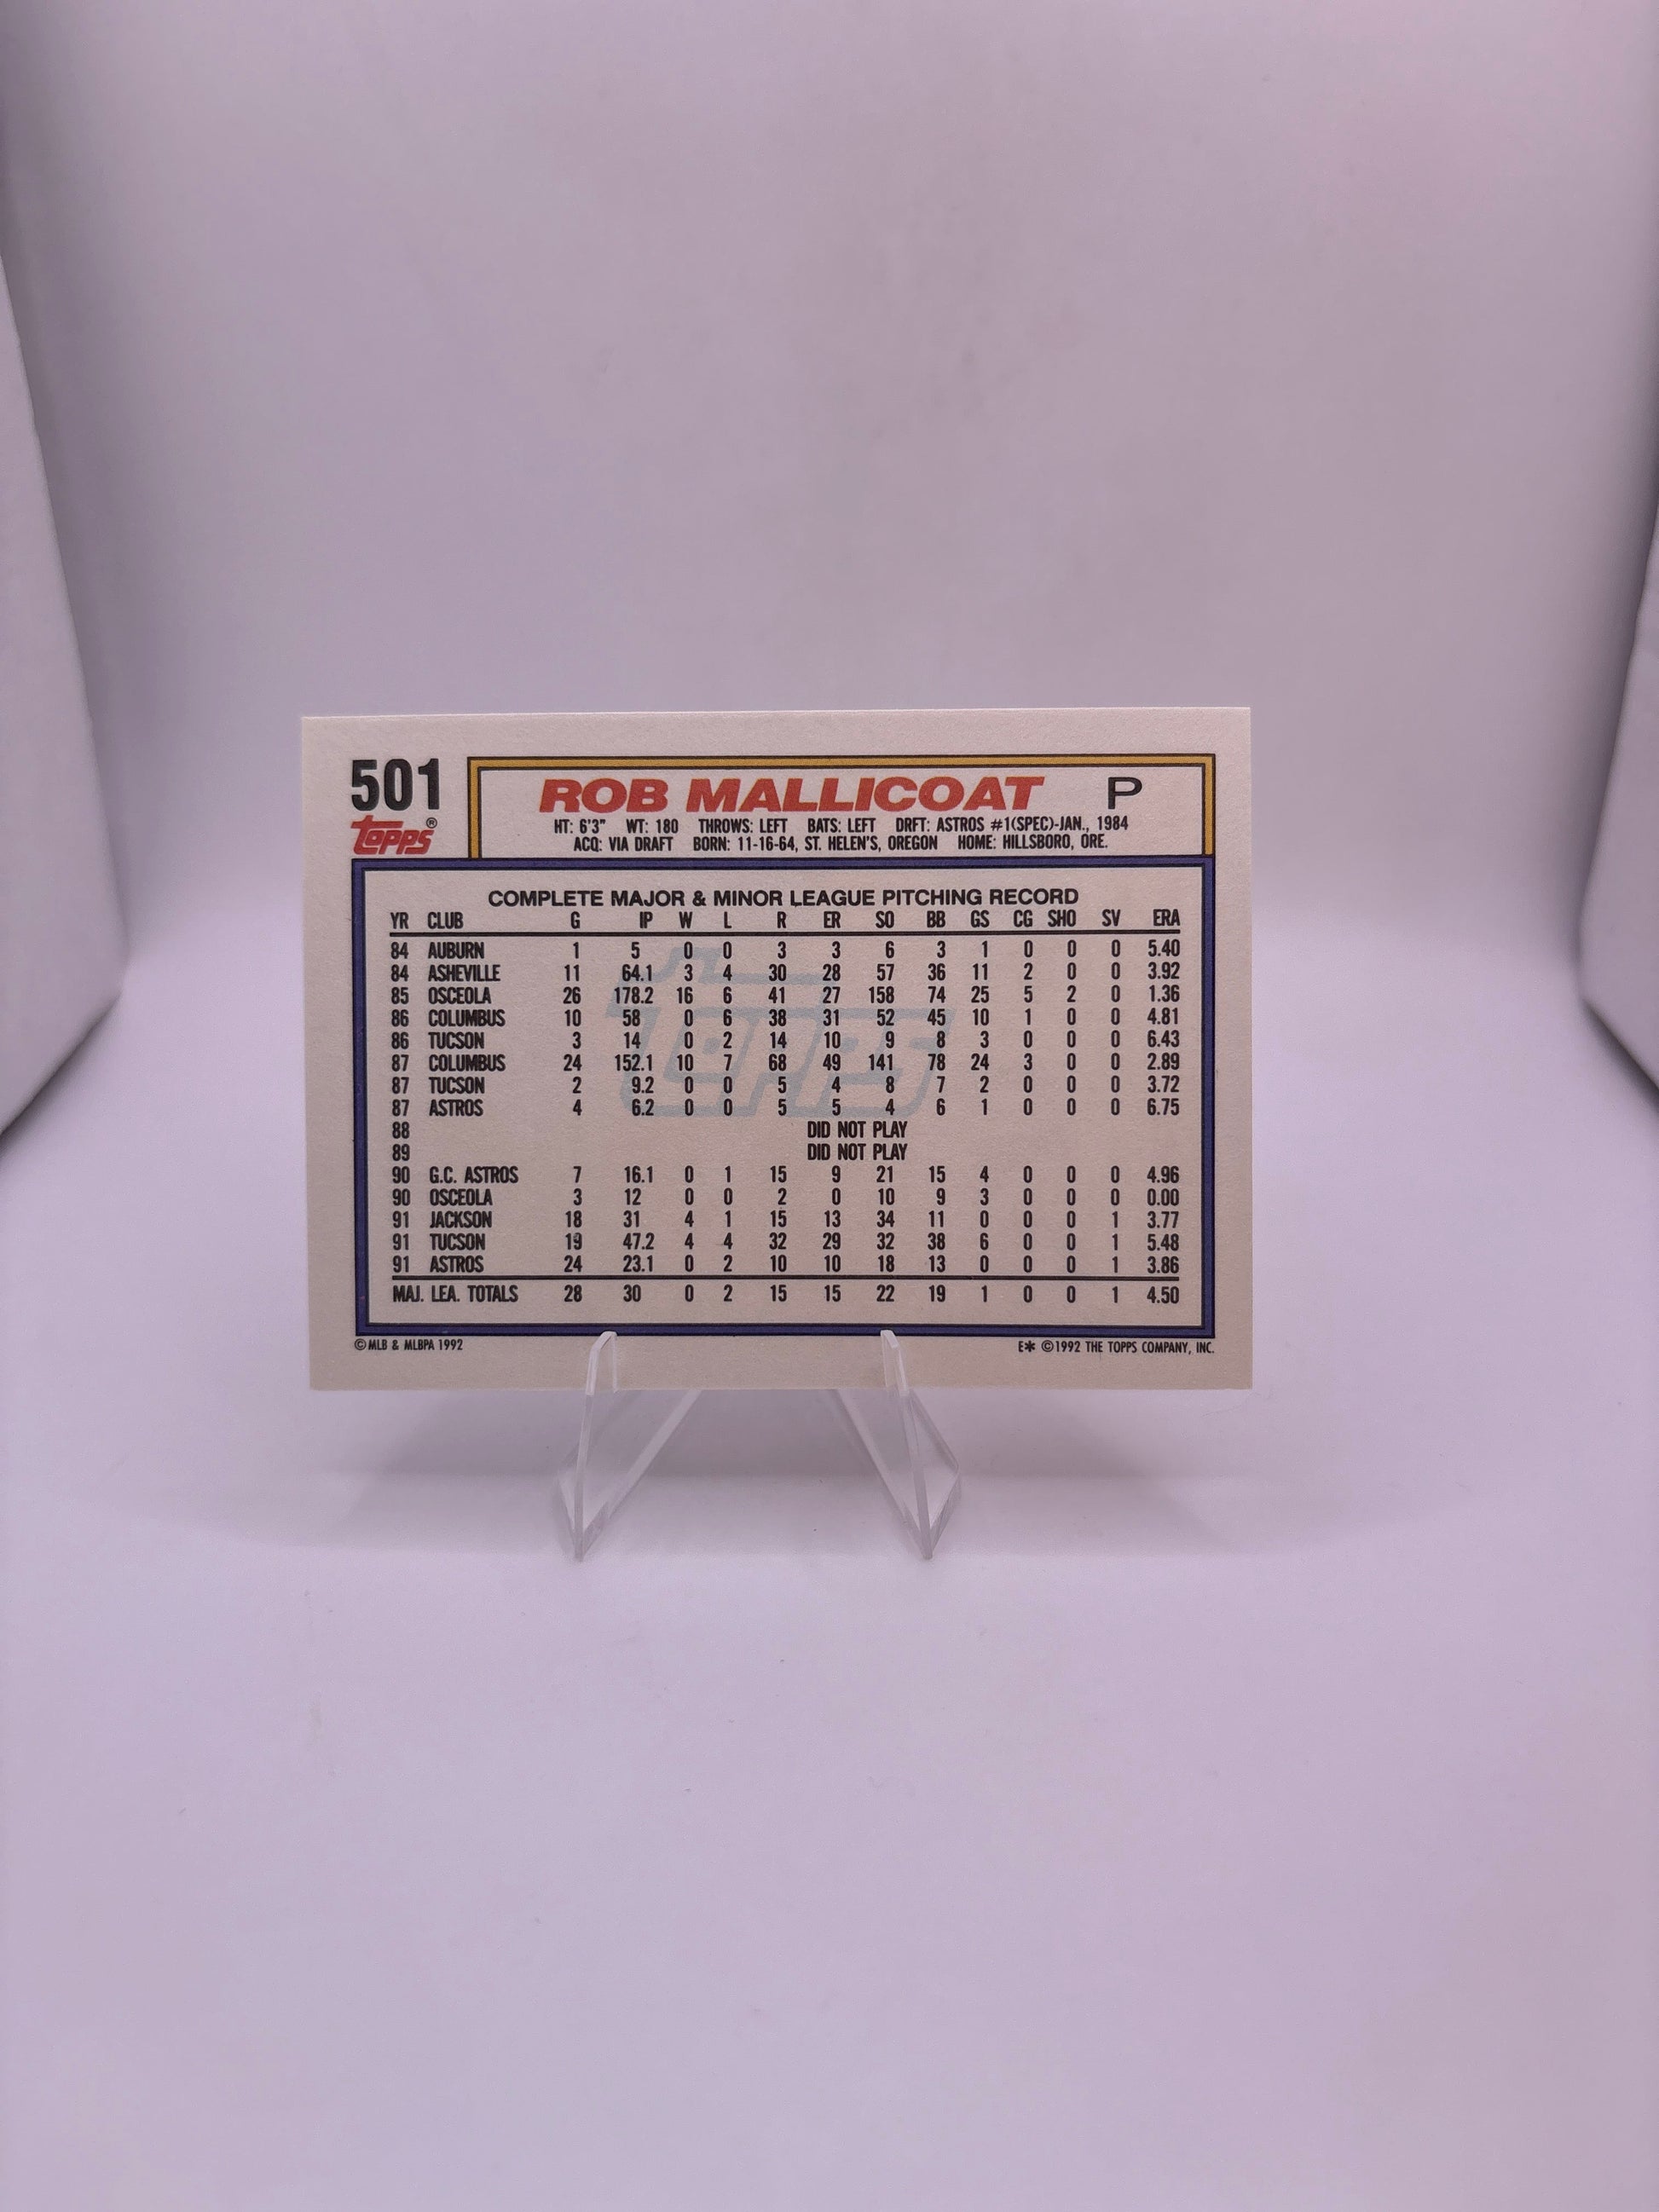 501
ROB MALLICOAT P
TOPPS®
HT: 6'3" WT: 180 THROWS: LEFT BATS: LEFT DRFT: ASTROS #1(SPEC)-JAN., 1984
ACQ: VIA DRAFT BORN: 11-16-64, ST. HELEN'S, OREGON HOME: HILLSBORO, ORE.
COMPLETE MAJOR & MINOR LEAGUE PITCHING RECORD
YR CLUB G IP W L R ER SO BB GS CG SHO SV ERA
84 AUBURN 1 5 0 0 3 3 6 3 1 0 0 0 5.40
84 ASHEVILLE 11 64.1 3 4 30 28 57 36 11 2 0 0 3.92
85 OSCEOLA 26 178.2 16 6 41 27 158 74 25 5 2 0 1.36
86 COLUMBUS 10 58 0 6 38 31 52 45 10 1 0 0 4.81
86 TUCSON 3 14 0 2 14 10 9 8 3 0 0 0 6.43
87 COLUMBUS 24 152.1 10 7 68 49 141 78 24 3 0 0 2.89
87 TUCSON 2 9.2 0 0 5 4 8 7 2 0 0 0 3.72
87 ASTROS 4 6.2 0 0 5 5 4 6 1 0 0 0 6.75
88 DID NOT PLAY
89 DID NOT PLAY
90 G.C. ASTROS 7 16.1 0 1 15 9 21 15 4 0 0 0 4.96
90 OSCEOLA 3 12 0 0 2 0 10 9 3 0 0 0 0.00
91 JACKSON 18 31 4 1 15 13 34 11 0 0 0 1 3.77
91 TUCSON 19 47.2 4 4 32 29 32 38 6 0 0 1 5.48
91 ASTROS 24 23.1 0 2 10 10 18 13 0 0 0 1 3.86
MAJ. LEA. TOTALS 28 30 0 2 15 15 22 19 1 0 0 1 4.50
TOPPS
©MLB & MLBPA 1992 E* ©1992 THE TOPPS COMPANY, INC.